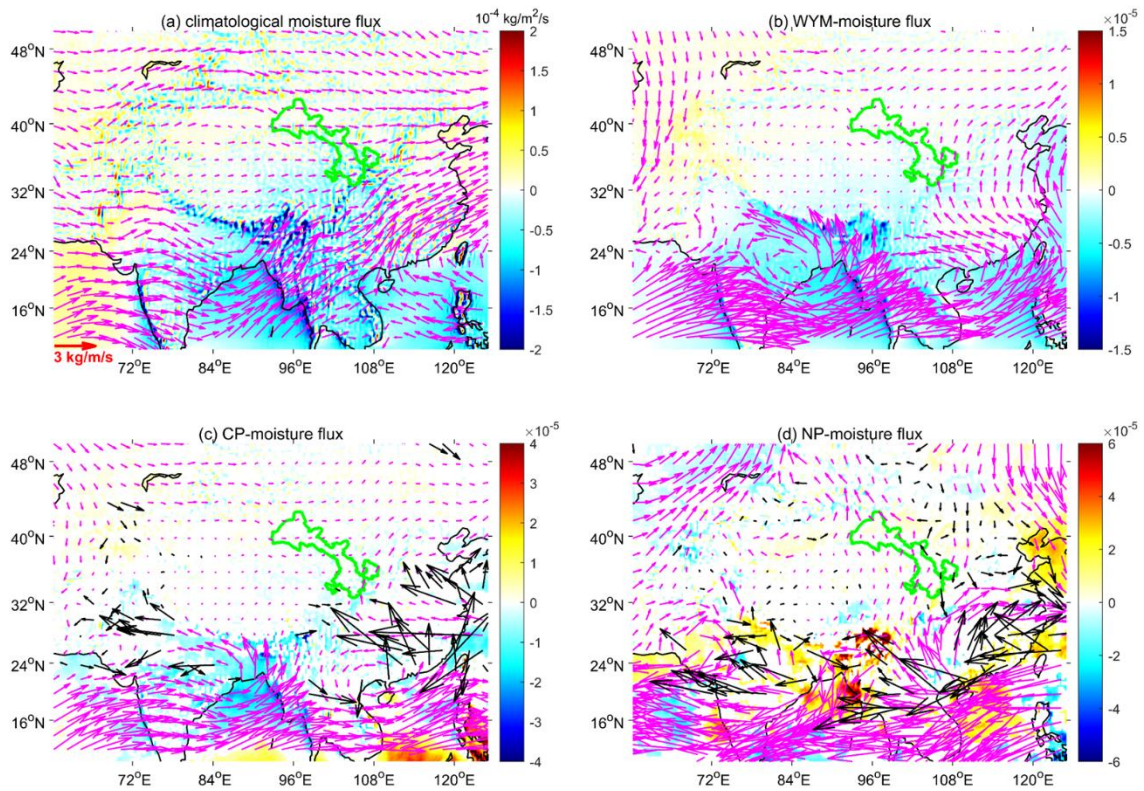 (a) climatological moisture flux
10⁻⁴ kg/m²/s
48°N
40°N
32°N
24°N
16°N
3 kg/m/s
72°E
84°E
96°E
108°E
120°E
2
1.5
1
0.5
0
-0.5
-1
-1.5
-2
(b) WYM-moisture flux
×10⁻⁵
48°N
40°N
32°N
24°N
16°N
72°E
84°E
96°E
108°E
120°E
1.5
1
0.5
0
-0.5
-1
-1.5
(c) CP-moisture flux
×10⁻⁵
48°N
40°N
32°N
24°N
16°N
72°E
84°E
96°E
108°E
120°E
4
3
2
1
0
-1
-2
-3
-4
(d) NP-moisture flux
×10⁻⁵
48°N
40°N
32°N
24°N
16°N
72°E
84°E
96°E
108°E
120°E
6
4
2
0
-2
-4
-6